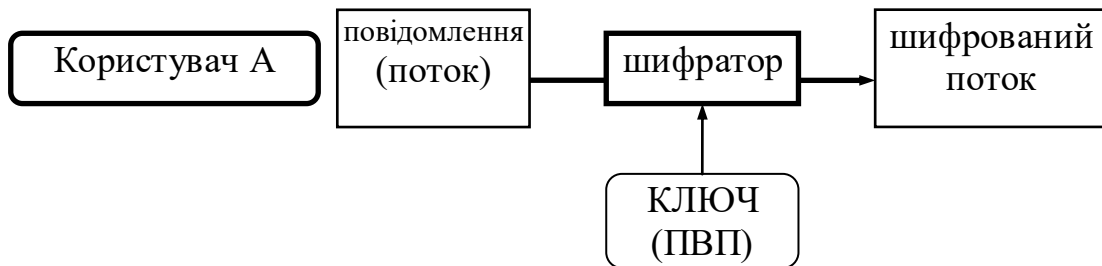 Користувач А
повідомлення
(поток)
шифратор
шифрований
поток
КЛЮЧ
(ПВП)